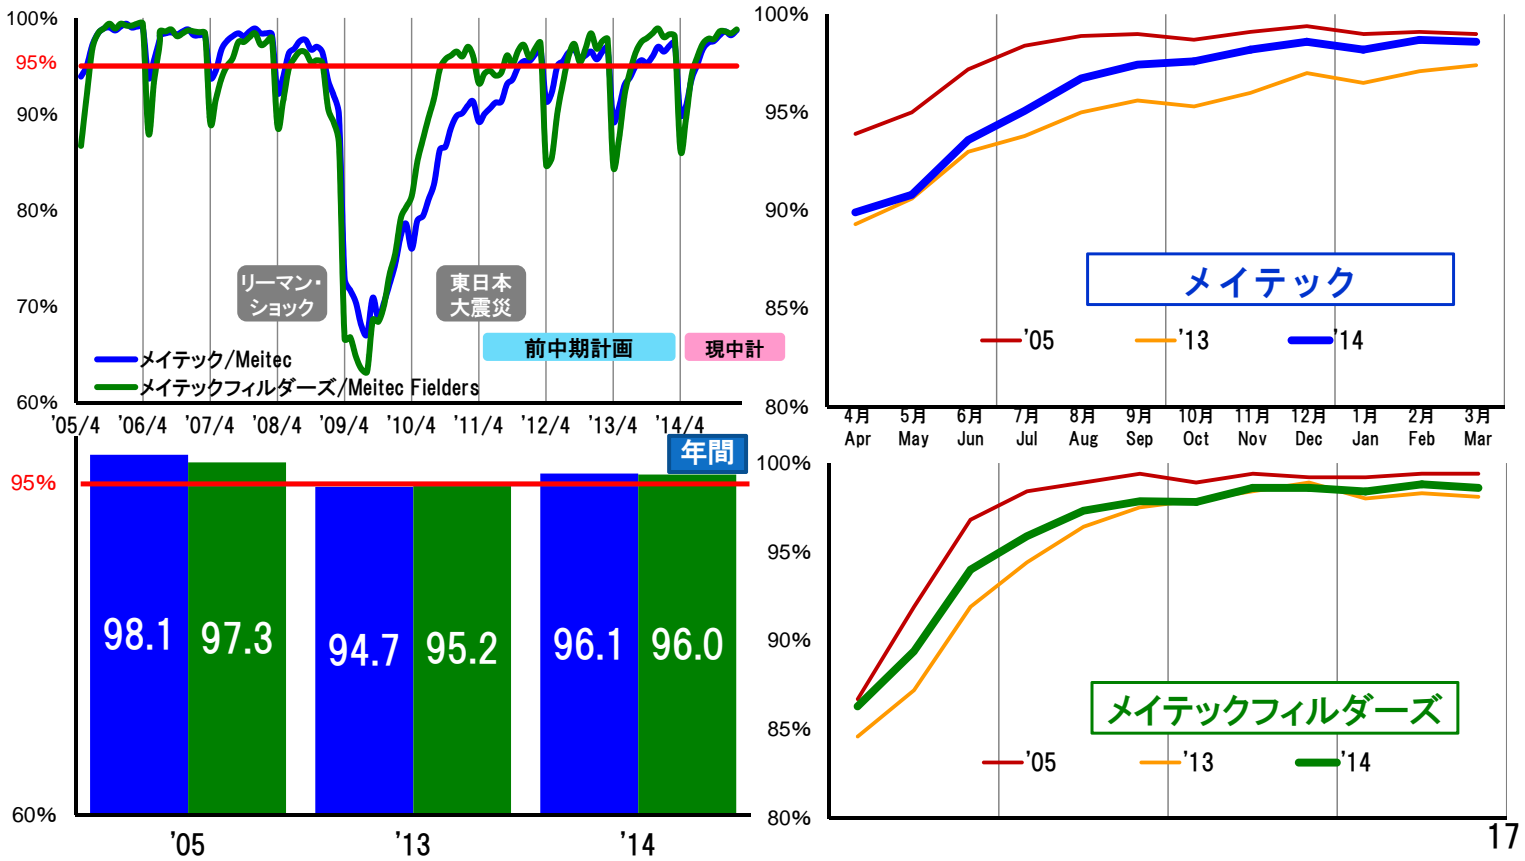 100%
95%
90%
80%
70%
60%
リーマン・
ショック
東日本
大震災
前中期計画
現中計
メイテック/Meitec
メイテックフィルダーズ/Meitec Fielders
'05/4 '06/4 '07/4 '08/4 '09/4 '10/4 '11/4 '12/4 '13/4 '14/4
100%
95%
90%
85%
80%
メイテック
'05 '13 '14
4月 5月 6月 7月 8月 9月 10月 11月 12月 1月 2月 3月
Apr May Jun Jul Aug Sep Oct Nov Dec Jan Feb Mar
年間
95%
60%
98.1 97.3 94.7 95.2 96.1 96.0
'05 '13 '14
100%
95%
90%
85%
80%
メイテックフィルダーズ
'05 '13 '14
17